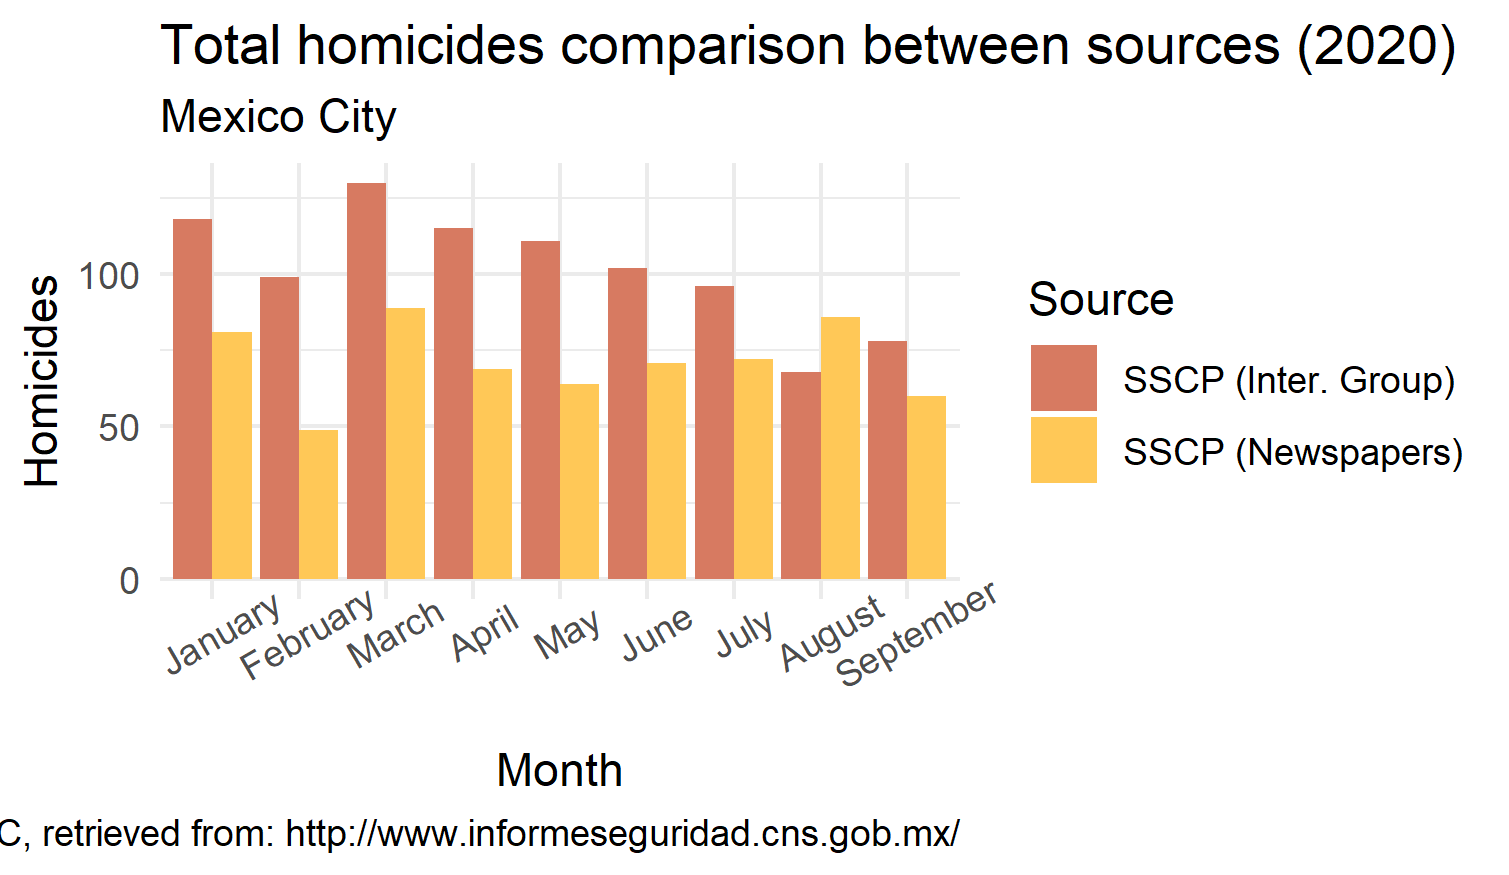 Total homicides comparison between sources (2020)
Mexico City
Homicides
100
50
0
January
February
March
April
May
June
July
August
September
Month
Source
SSCP (Inter. Group)
SSCP (Newspapers)
C, retrieved from: http://www.informeseguridad.cns.gob.mx/